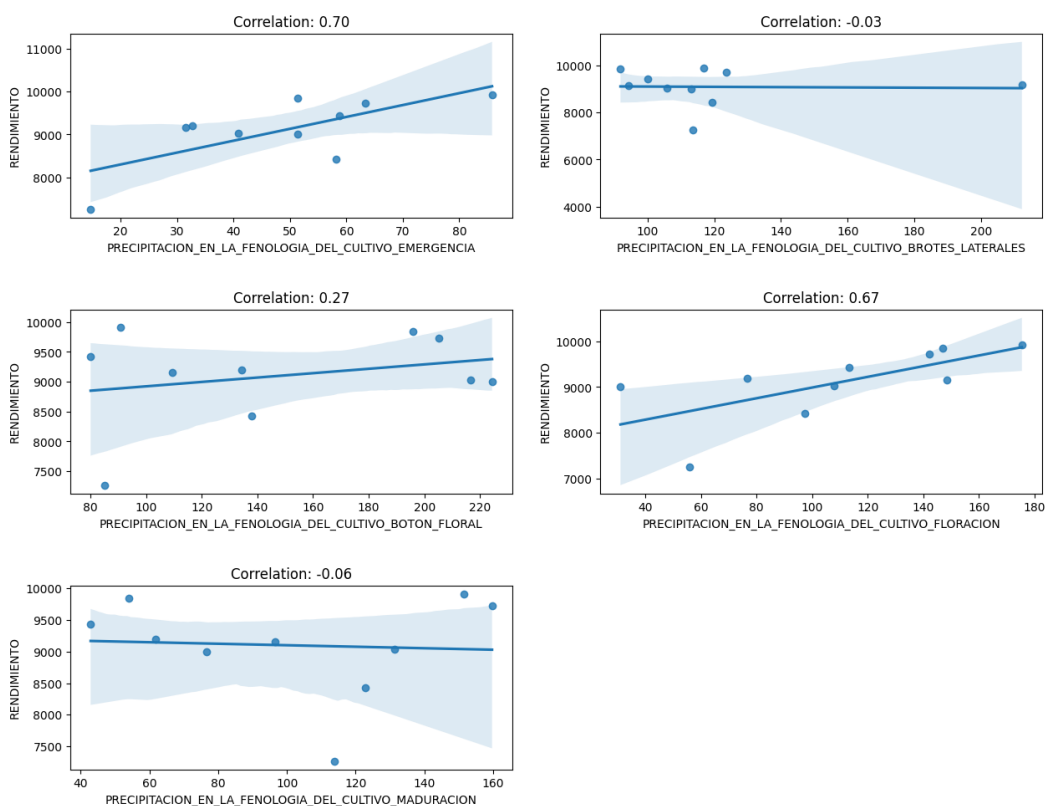 Correlation: 0.70
11000
10000
9000
8000
RENDIMIENTO
20 30 40 50 60 70 80
PRECIPITACION_EN_LA_FENOLOGIA_DEL_CULTIVO_EMERGENCIA
Correlation: -0.03
10000
8000
6000
4000
RENDIMIENTO
100 120 140 160 180 200
PRECIPITACION_EN_LA_FENOLOGIA_DEL_CULTIVO_BROTES_LATERALES
Correlation: 0.27
10000
9500
9000
8500
8000
7500
RENDIMIENTO
80 100 120 140 160 180 200 220
PRECIPITACION_EN_LA_FENOLOGIA_DEL_CULTIVO_BOTON_FLORAL
Correlation: 0.67
10000
9000
8000
7000
RENDIMIENTO
40 60 80 100 120 140 160 180
PRECIPITACION_EN_LA_FENOLOGIA_DEL_CULTIVO_FLORACION
Correlation: -0.06
10000
9500
9000
8500
8000
7500
RENDIMIENTO
40 60 80 100 120 140 160
PRECIPITACION_EN_LA_FENOLOGIA_DEL_CULTIVO_MADURACION